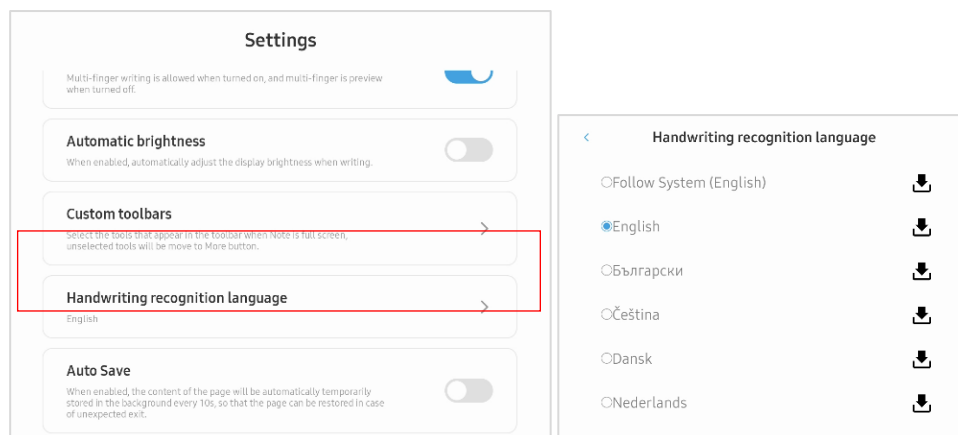 Settings
Multi-finger writing is allowed when turned on, and multi-finger is preview
when turned off.
Automatic brightness
When enabled, automatically adjust the display brightness when writing.
Custom toolbars
Select the tools that appear in the toolbar when Note is full screen,
unselected tools will be move to More button.
Handwriting recognition language
English
Auto Save
When enabled, the content of the page will be automatically temporarily
stored in the background every 10s, so that the page can be restored in case
of unexpected exit.
Handwriting recognition language
Follow System (English)
English
Български
Čeština
Dansk
Nederlands